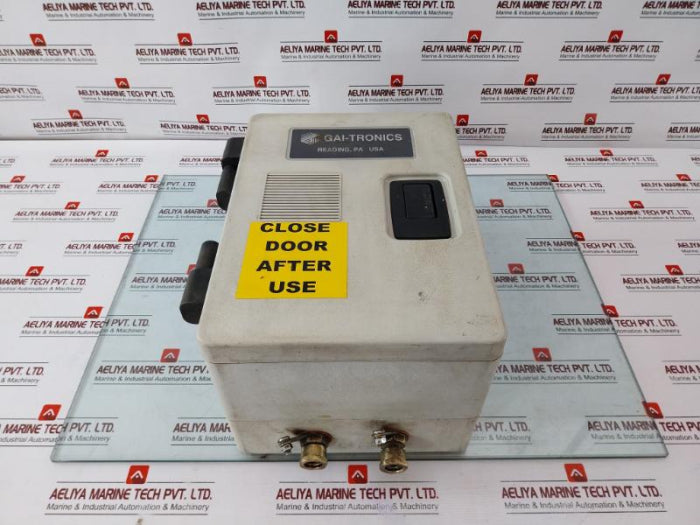 GAI-TRONICS
READING, PA USA
CLOSE
DOOR
AFTER
USE
AELIYA MARINE TECH PVT. LTD.
Marine & Industrial Automation & Machinery